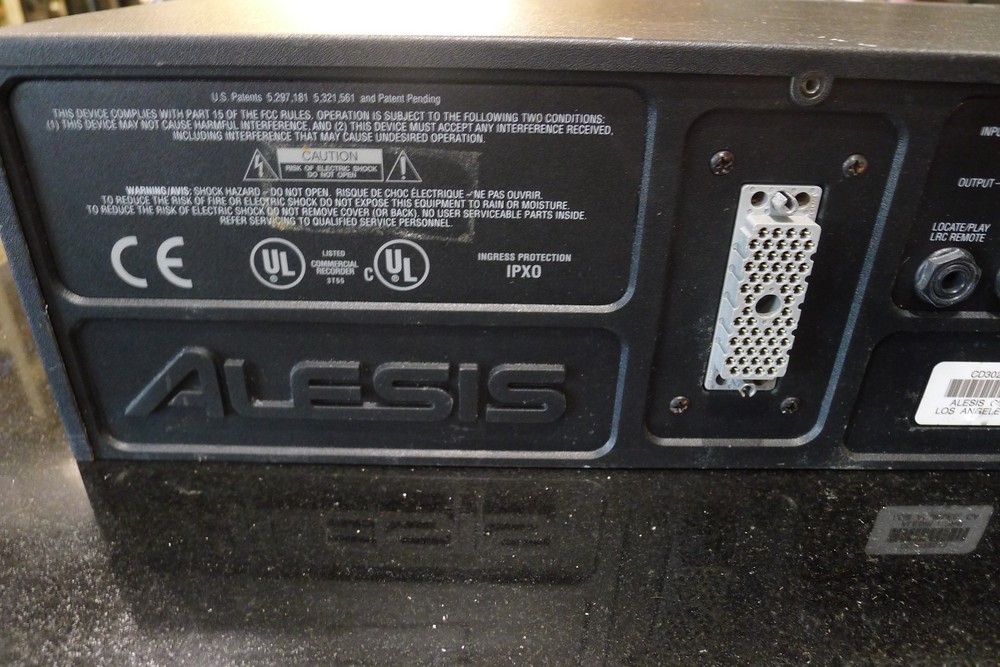 U.S. Patents 5,297,181 5,321,561 and Patent Pending
THIS DEVICE COMPLIES WITH PART 15 OF THE FCC RULES. OPERATION IS SUBJECT TO THE FOLLOWING TWO CONDITIONS:
(1) THIS DEVICE MAY NOT CAUSE HARMFUL INTERFERENCE, AND (2) THIS DEVICE MUST ACCEPT ANY INTERFERENCE RECEIVED,
INCLUDING INTERFERENCE THAT MAY CAUSE UNDESIRED OPERATION.
CAUTION
RISK OF ELECTRIC SHOCK
DO NOT OPEN
WARNING/AVIS: SHOCK HAZARD - DO NOT OPEN. RISQUE DE CHOC ÉLECTRIQUE - NE PAS OUVRIR.
TO REDUCE THE RISK OF FIRE OR ELECTRIC SHOCK DO NOT EXPOSE THIS EQUIPMENT TO RAIN OR MOISTURE.
TO REDUCE THE RISK OF ELECTRIC SHOCK DO NOT REMOVE COVER (OR BACK). NO USER SERVICEABLE PARTS INSIDE.
REFER SERVICING TO QUALIFIED SERVICE PERSONNEL.
CE
UL
LISTED
COMMERCIAL
RECORDER
9T95
C UL
INGRESS PROTECTION
IPXO
ALESIS
OUTPUT
LOCATE/PLAY
LRC REMOTE
CD302
ALESIS
LOS ANGELE